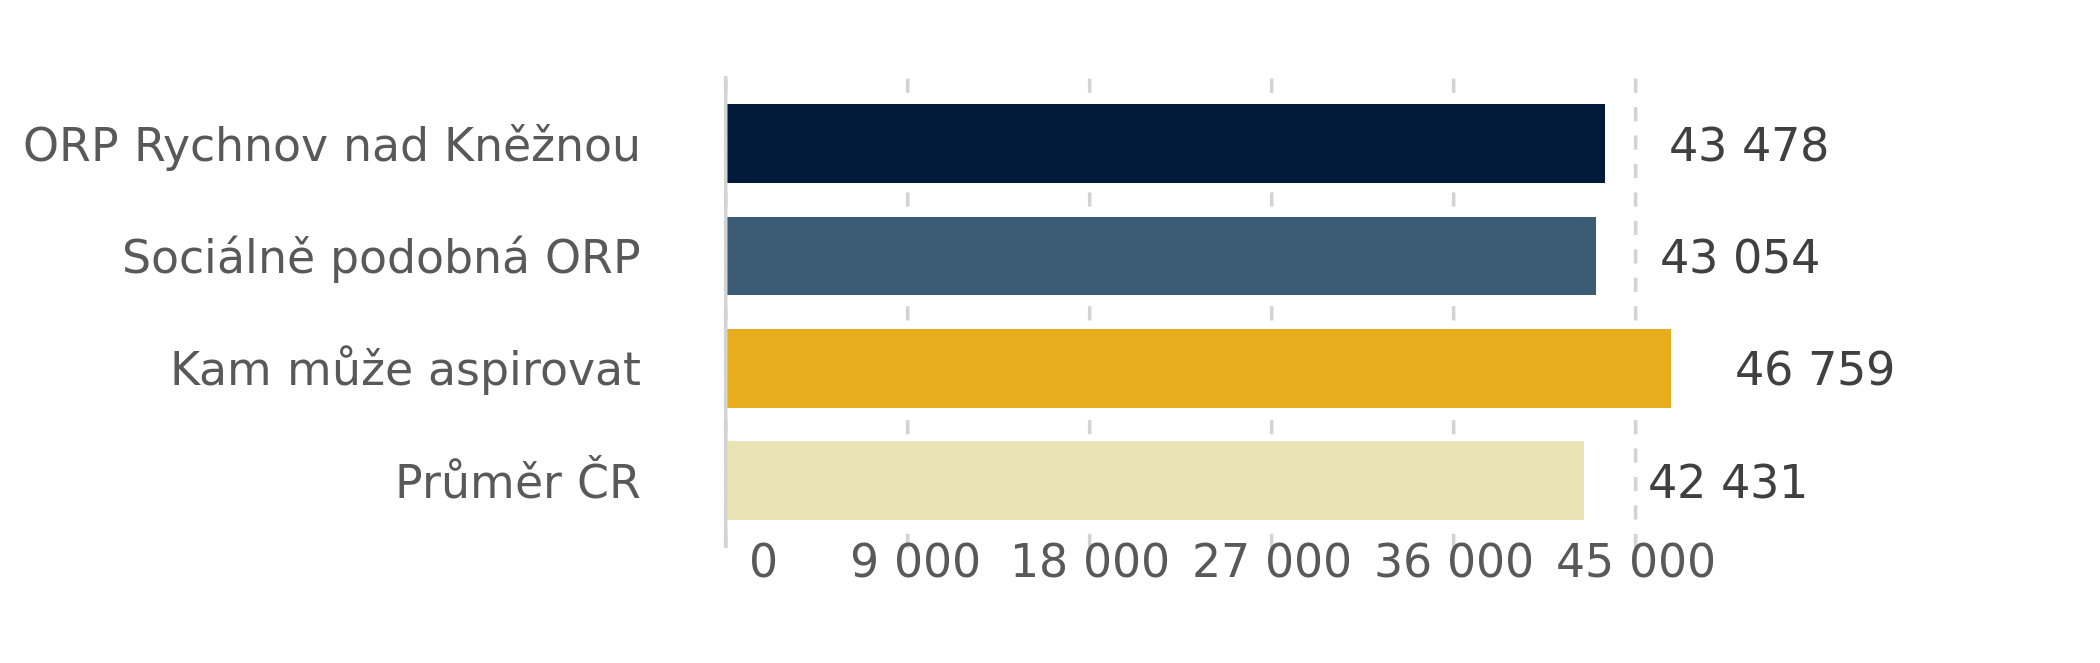 ORP Rychnov nad Kněžnou 43 478
Sociálně podobná ORP 43 054
Kam může aspirovat 46 759
Průměr ČR 42 431
0 9 000 18 000 27 000 36 000 45 000